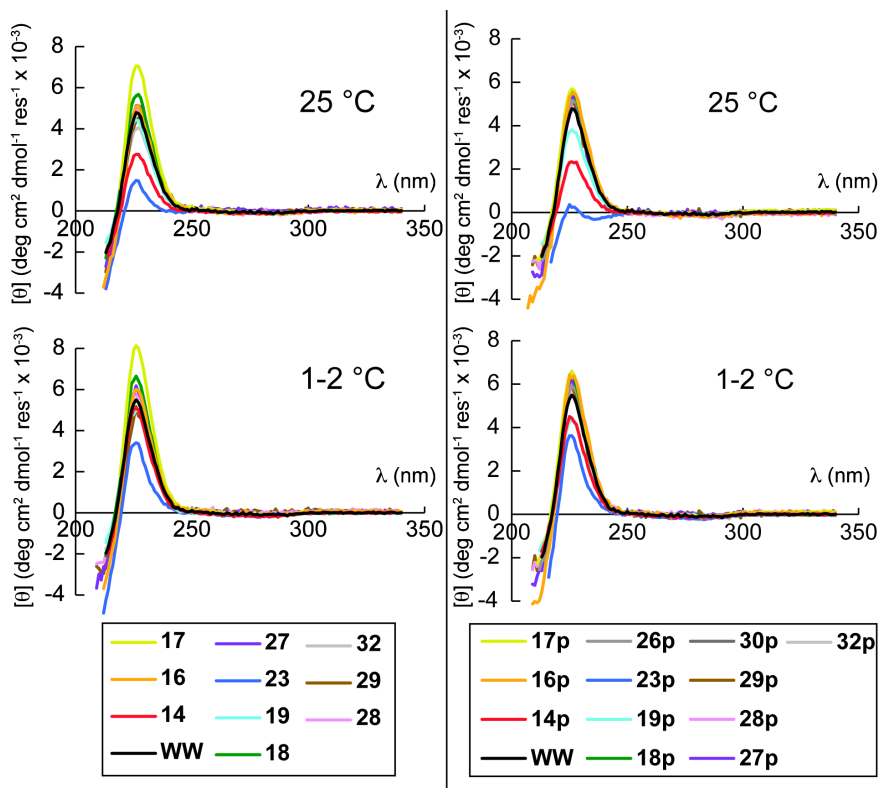 [θ] (deg cm² dmol⁻¹ res⁻¹ x 10⁻³)
8
6
4
2
0
-2
-4
200
250
300
350
25 °C
λ (nm)
[θ] (deg cm² dmol⁻¹ res⁻¹ x 10⁻³)
8
6
4
2
0
-2
-4
200
250
300
350
25 °C
λ (nm)
[θ] (deg cm² dmol⁻¹ res⁻¹ x 10⁻³)
8
6
4
2
0
-2
-4
200
250
300
350
1-2 °C
λ (nm)
[θ] (deg cm² dmol⁻¹ res⁻¹ x 10⁻³)
8
6
4
2
0
-2
-4
200
250
300
350
1-2 °C
λ (nm)
17
27
32
16
23
29
14
19
28
WW
18
17p
26p
30p
32p
16p
23p
29p
14p
19p
28p
WW
18p
27p